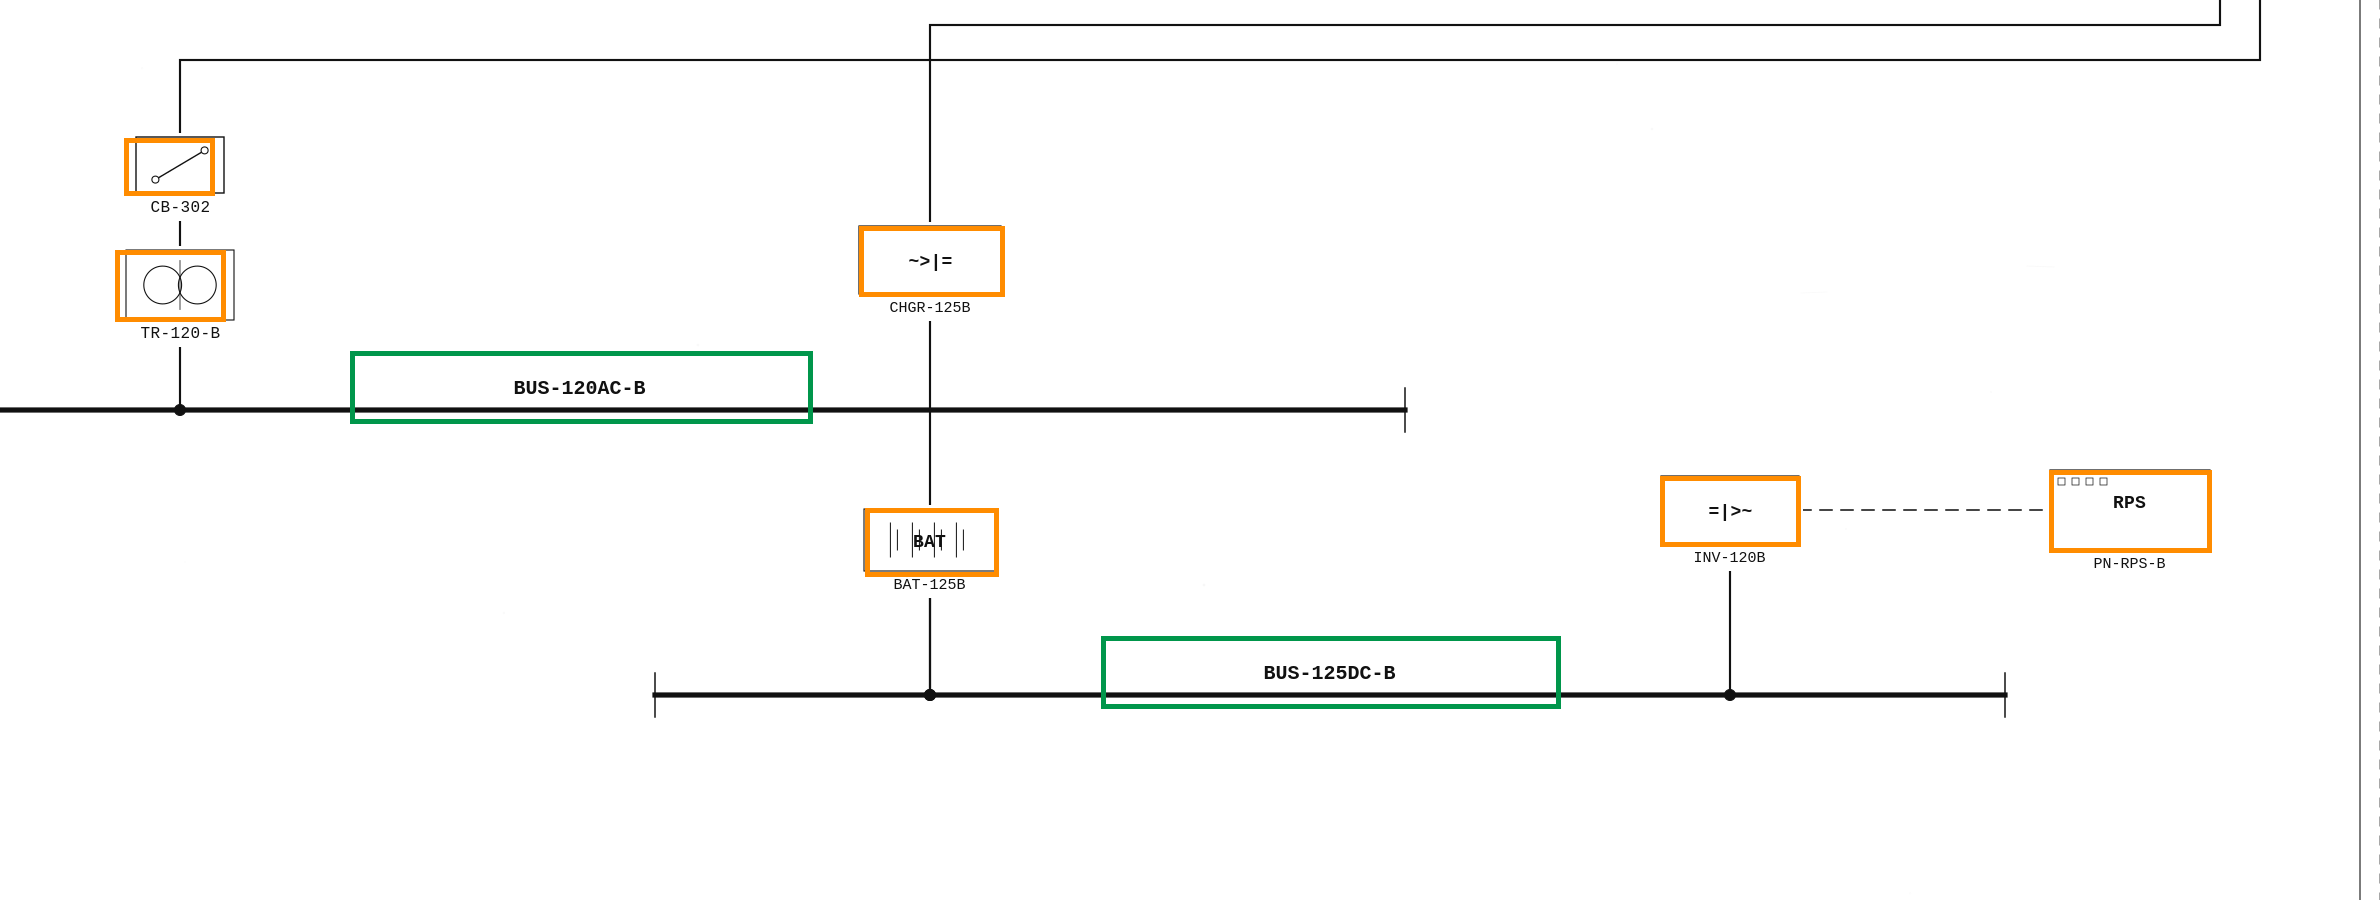 CB-302
~>|=
CHGR-125B
TR-120-B
BUS-120AC-B
=|>~
INV-120B
RPS
PN-RPS-B
BAT
BAT-125B
BUS-125DC-B